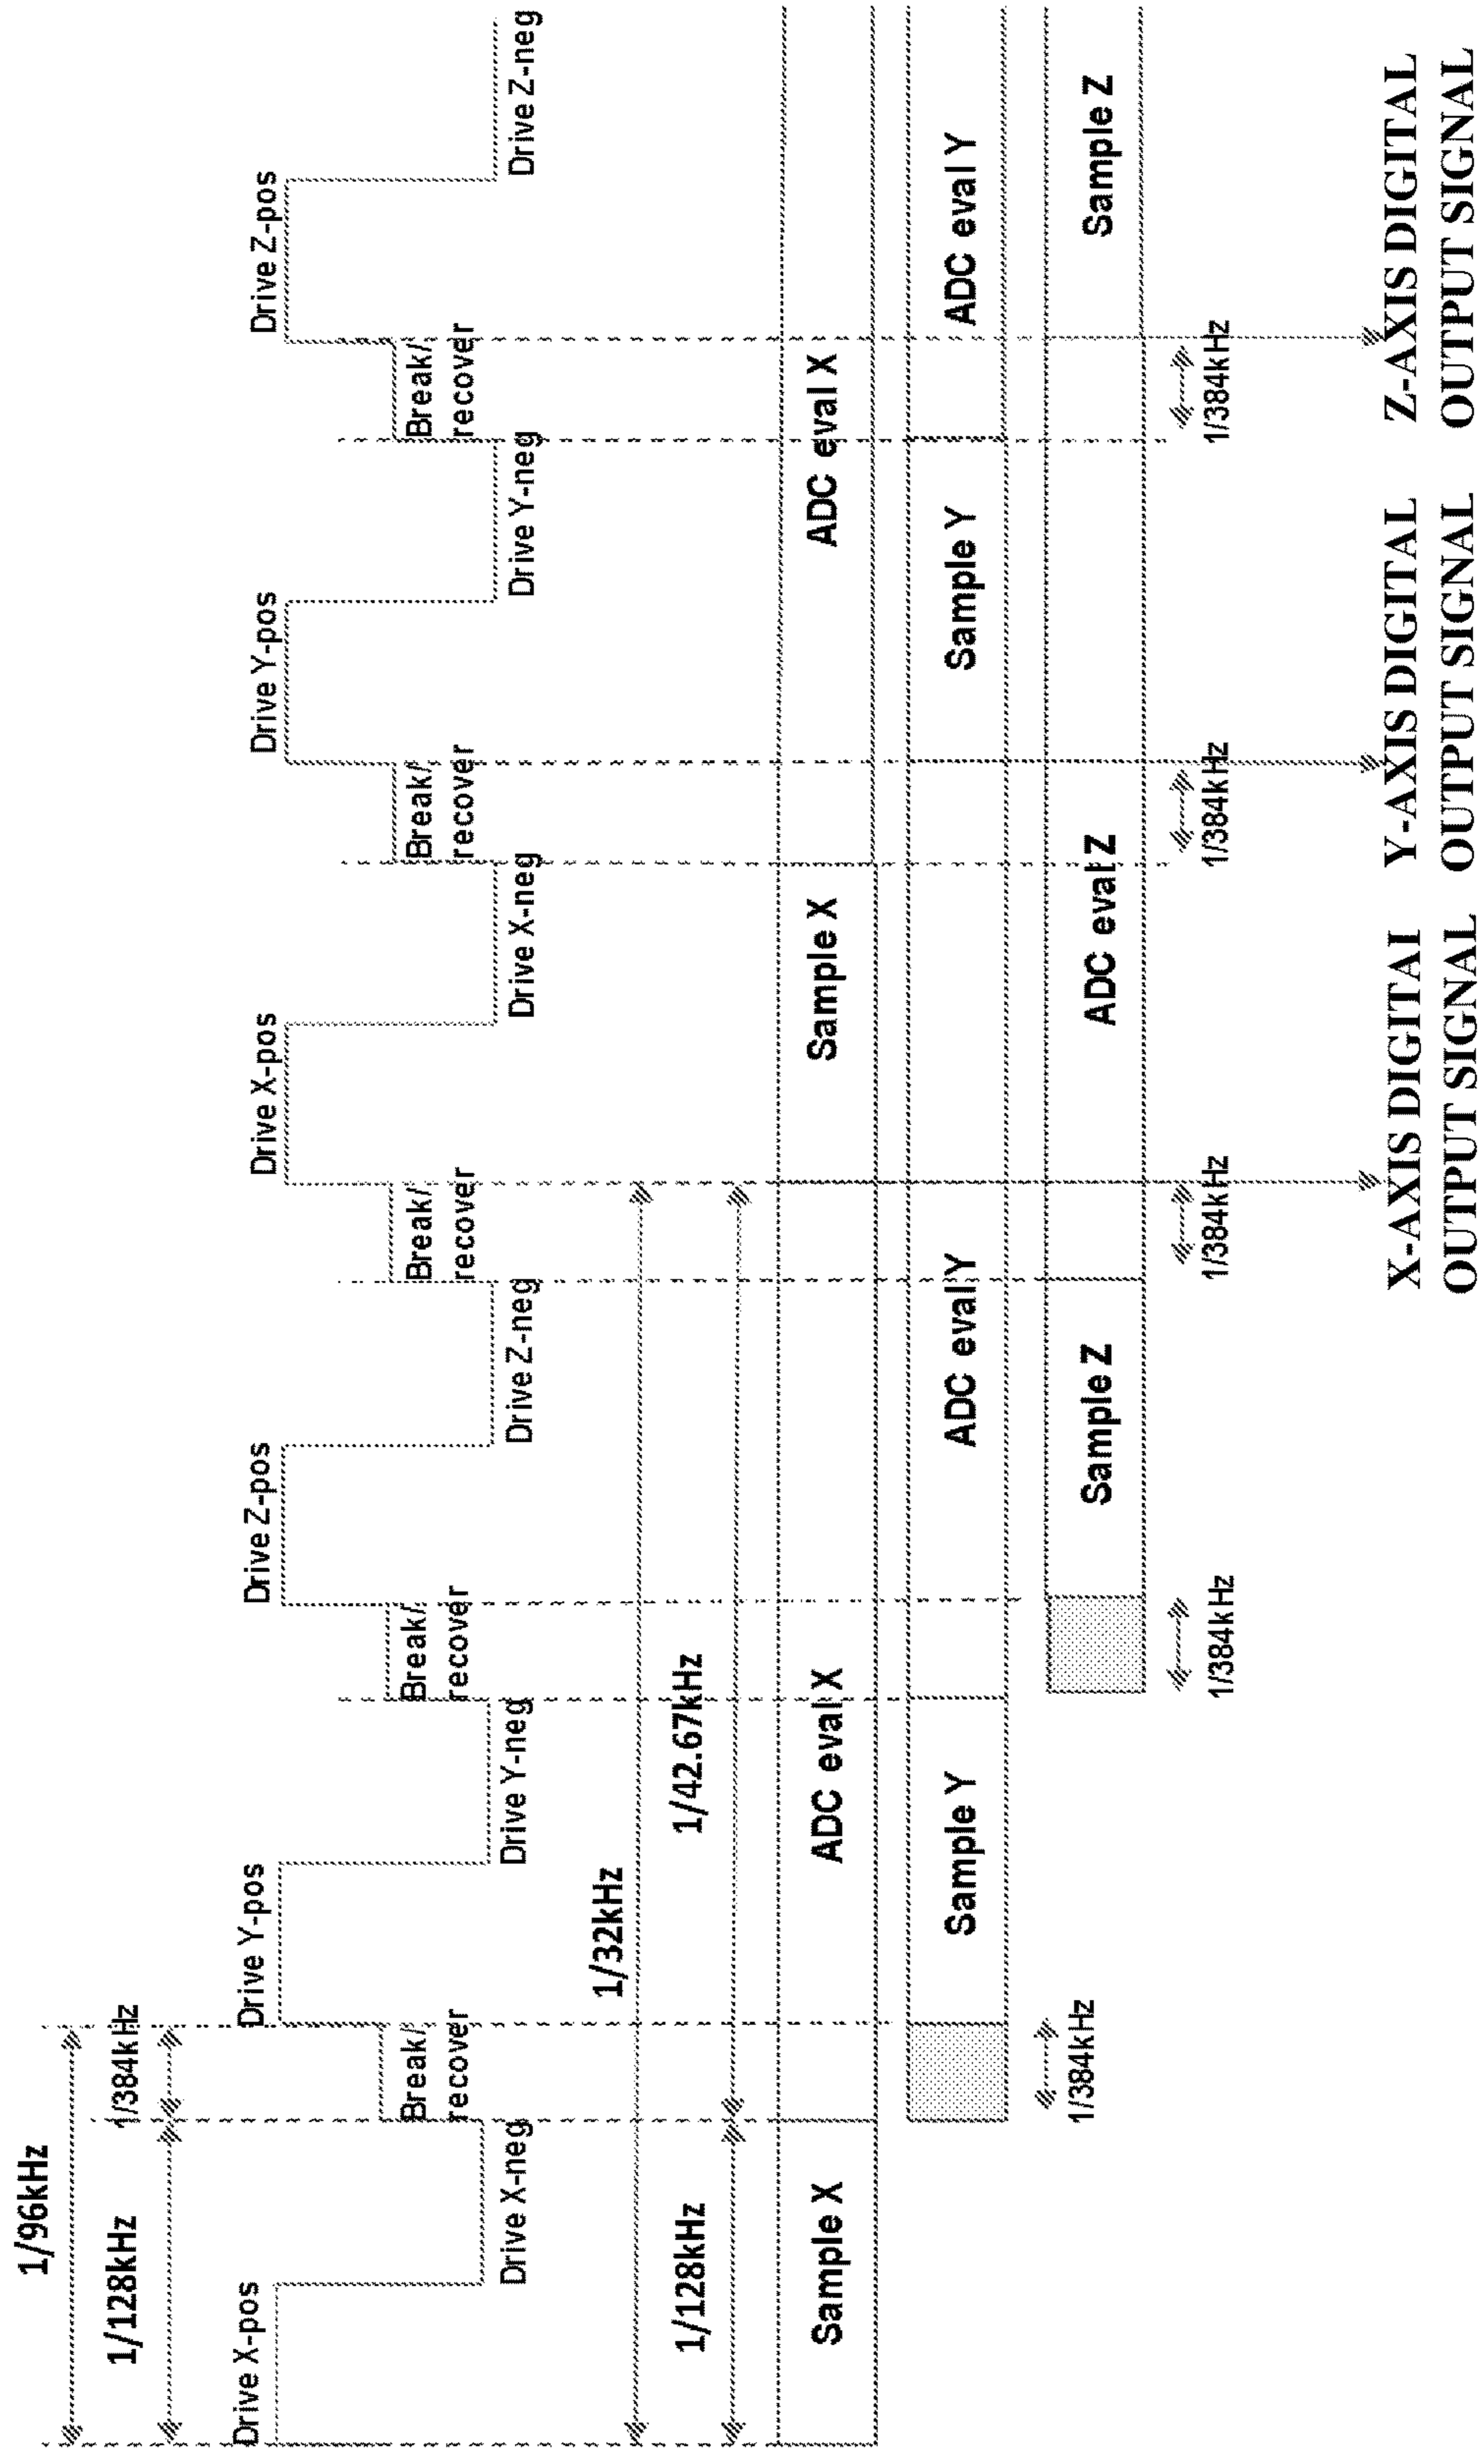 1/96kHz
1/128kHz
1/384kHz
Drive X-pos
Drive Y-pos
Drive Z-pos
Drive X-pos
Drive Y-pos
Drive Z-pos
Break/
recover
Break/
recover
Break/
recover
Break/
recover
Break/
recover
Drive X-neg
Drive Y-neg
Drive Z-neg
Drive X-neg
Drive Y-neg
Drive Z-neg
1/32kHz
1/128kHz
1/42.67kHz
Sample X
ADC eval X
Sample X
ADC eval X
Sample Y
ADC eval Y
Sample Y
ADC eval Y
Sample Z
ADC eval Z
Sample Z
1/384kHz
1/384kHz
1/384kHz
1/384kHz
1/384kHz
X-AXIS DIGITAI
OUTPUT SIGNAL
Y-AXIS DIGITAL
OUTPUT SIGNAL
Z-AXIS DIGITAL
OUTPUT SIGNAL